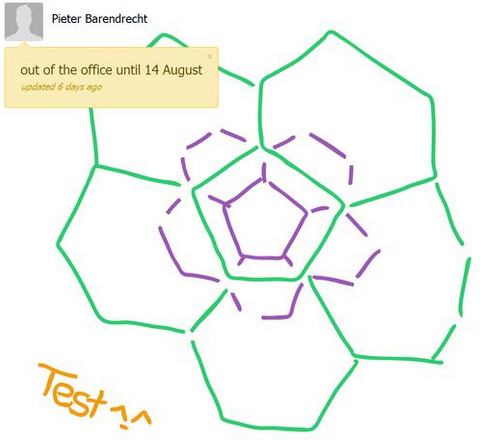 Pieter Barendrecht
x
out of the office until 14 August
updated 6 days ago
Test ^^